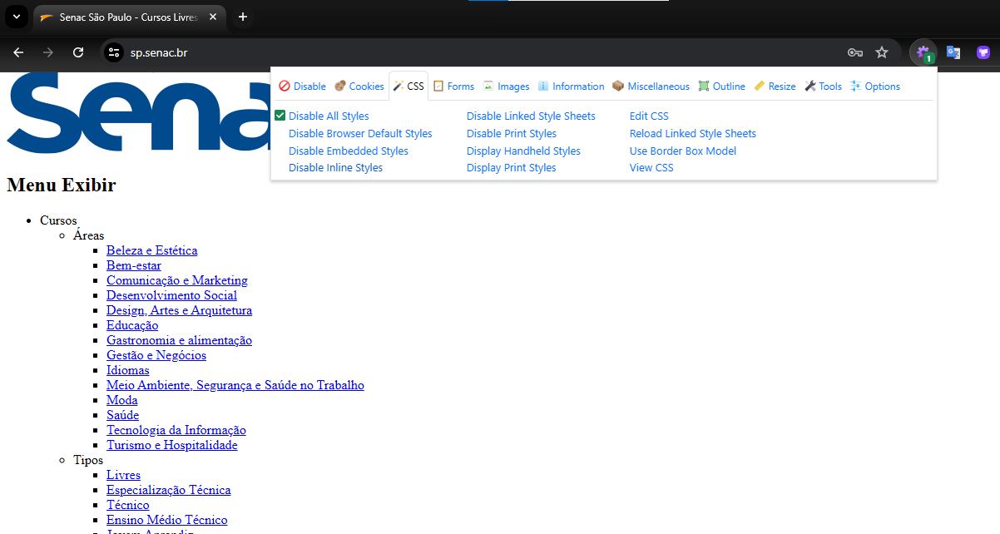 Senac São Paulo - Cursos Livres
sp.senac.br
1
Disable Cookies CSS Forms Images Information Miscellaneous Outline Resize Tools Options
Disable All Styles Disable Linked Style Sheets Edit CSS
Disable Browser Default Styles Disable Print Styles Reload Linked Style Sheets
Disable Embedded Styles Display Handheld Styles Use Border Box Model
Disable Inline Styles Display Print Styles View CSS
Sena
Menu Exibir
Cursos
Áreas
Beleza e Estética
Bem-estar
Comunicação e Marketing
Desenvolvimento Social
Design, Artes e Arquitetura
Educação
Gastronomia e alimentação
Gestão e Negócios
Idiomas
Meio Ambiente, Segurança e Saúde no Trabalho
Moda
Saúde
Tecnologia da Informação
Turismo e Hospitalidade
Tipos
Livres
Especialização Técnica
Técnico
Ensino Médio Técnico